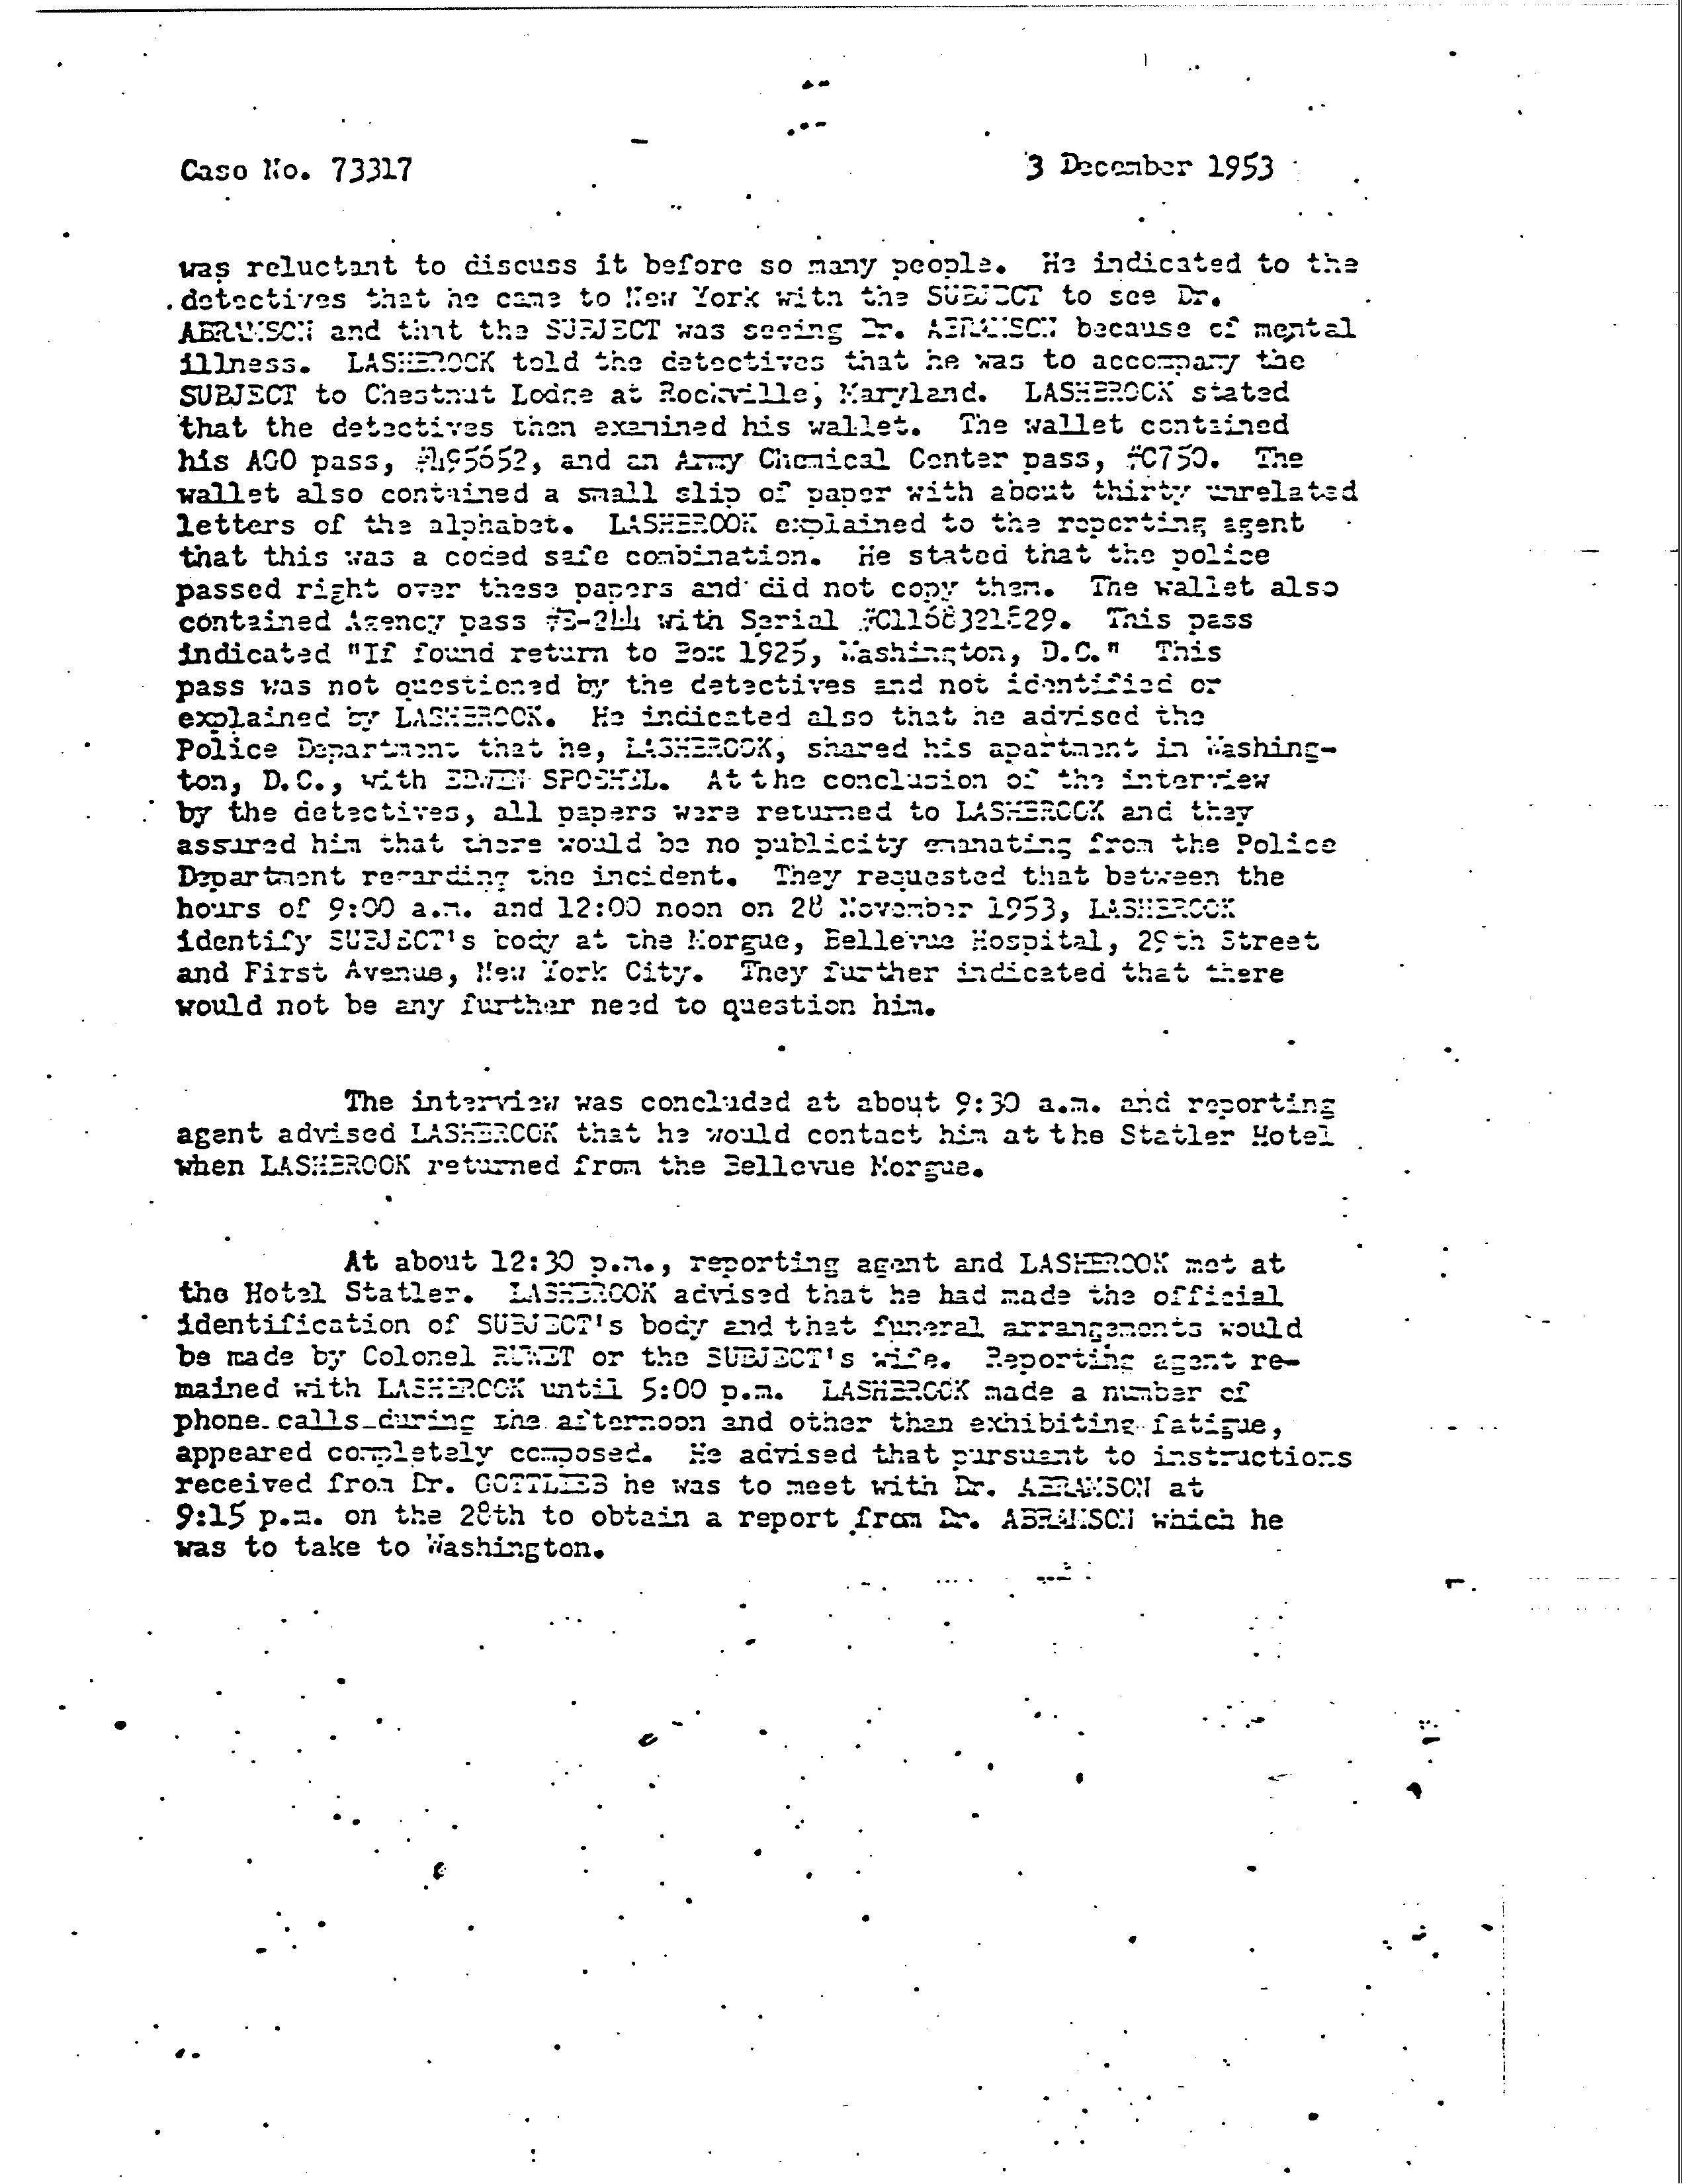 Case No. 73317
3 December 1953
was reluctant to discuss it before so many people. He indicated to the
detectives that he came to New York with the SUBJECT to see Dr.
ABRAMSON and that the SUBJECT was seeing Dr. ABRAMSON because of mental
illness. LASHBROOK told the detectives that he was to accompany the
SUBJECT to Chestnut Lodge at Rockville, Maryland. LASHBROOK stated
that the detectives then examined his wallet. The wallet contained
his AGO pass, and an Army Chemical Center pass, #C750. The
wallet also contained a small slip of paper with about thirty unrelated
letters of the alphabet. LASHBROOK explained to the reporting agent
that this was a coded safe combination. He stated that the police
passed right over these papers and did not copy them. The wallet also
contained Agency pass with Serial This pass
indicated "If found return to Box 1925, Washington, D.C." This
pass was not questioned by the detectives and not identified or
explained by LASHBROOK. He indicated also that he advised the
Police Department that he, LASHBROOK, shared his apartment in Washing-
ton, D.C., with At the conclusion of the interview
by the detectives, all papers were returned to LASHBROOK and they
assured him that there would be no publicity emanating from the Police
Department regarding the incident. They requested that between the
hours of 9:00 a.m. and 12:00 noon on 28 November 1953, LASHBROOK
identify SUBJECT's body at the Morgue, Bellevue Hospital, 29th Street
and First Avenue, New York City. They further indicated that there
would not be any further need to question him.
The interview was concluded at about 9:30 a.m. and reporting
agent advised LASHBROOK that he would contact him at the Statler Hotel
when LASHBROOK returned from the Bellevue Morgue.
At about 12:30 p.m., reporting agent and LASHBROOK met at
the Hotel Statler. LASHBROOK advised that he had made the official
identification of SUBJECT's body and that funeral arrangements would
be made by Colonel RUWET or the SUBJECT's wife. Reporting agent re-
mained with LASHBROOK until 5:00 p.m. LASHBROOK made a number of
phone calls during the afternoon and other than exhibiting fatigue,
appeared completely composed. He advised that pursuant to instructions
received from Dr. GOTTLIEB he was to meet with Dr. ABRAMSON at
9:15 p.m. on the 28th to obtain a report from Dr. ABRAMSON which he
was to take to Washington.